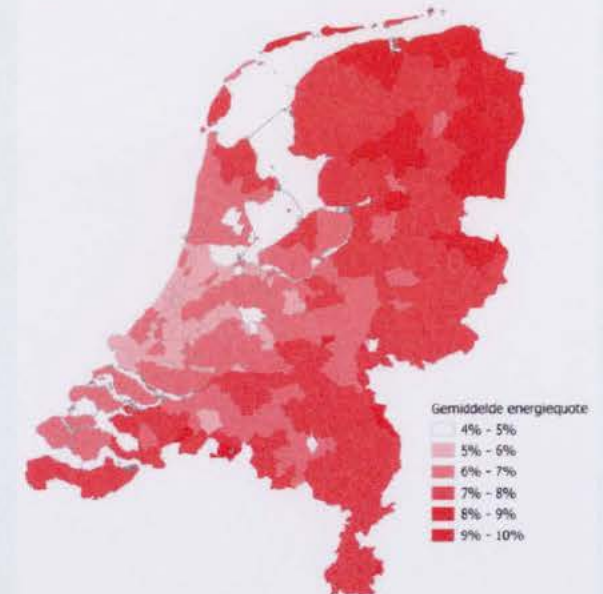 Gemiddelde energiequote
4% - 5%
5% - 6%
6% - 7%
7% - 8%
8% - 9%
9% - 10%